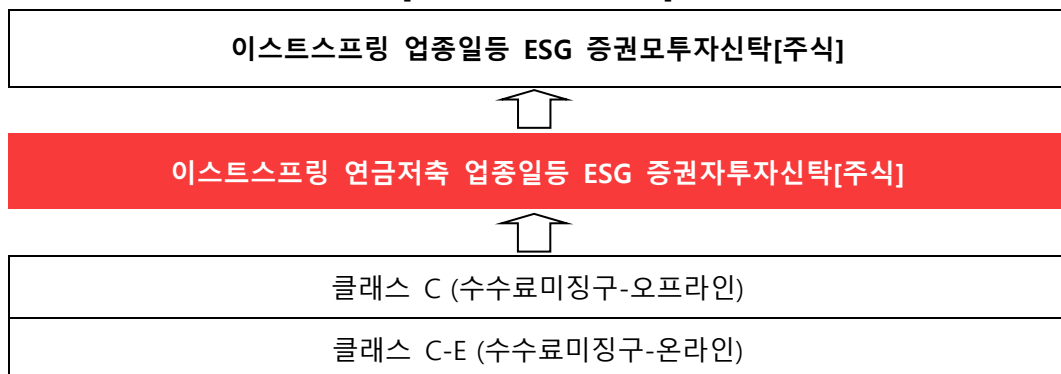 이스트스프링 업종일등 ESG 증권모투자신탁[주식]
이스트스프링 연금저축 업종일등 ESG 증권자투자신탁[주식]
클래스 C (수수료미징구-오프라인)
클래스 C-E (수수료미징구-온라인)